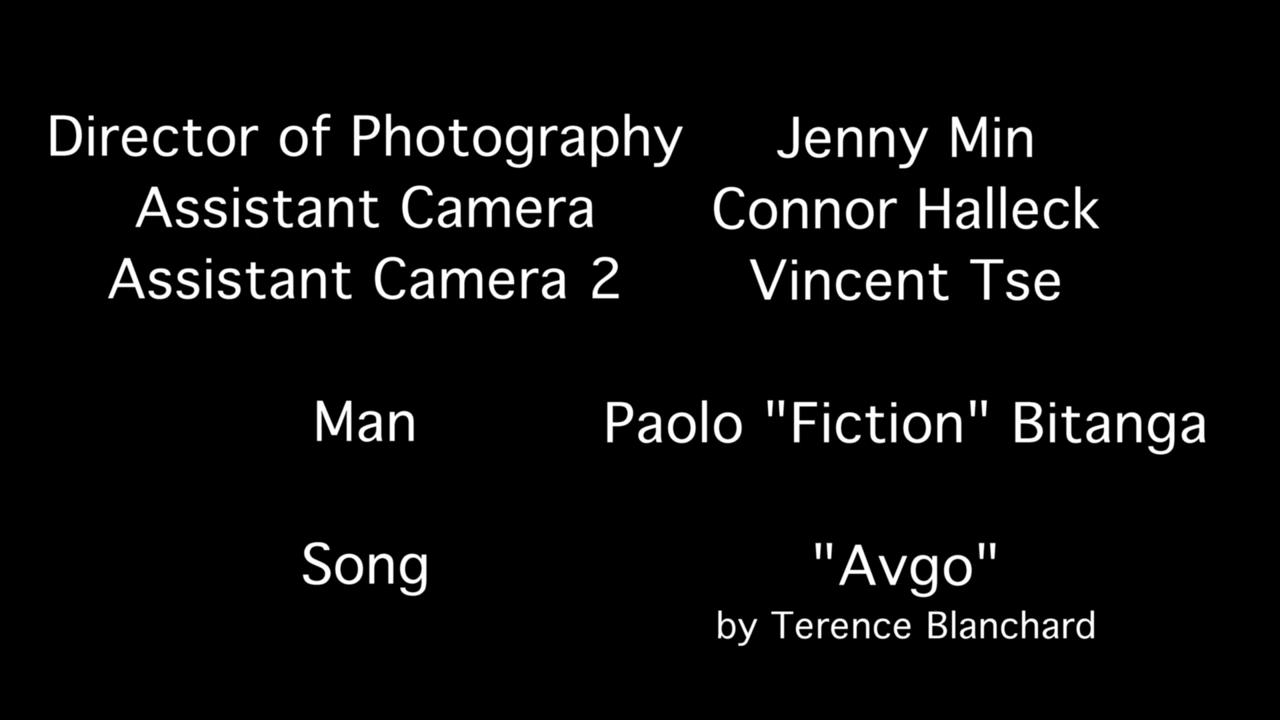 Director of Photography Jenny Min
Assistant Camera Connor Halleck
Assistant Camera 2 Vincent Tse
Man Paolo "Fiction" Bitanga
Song "Avgo"
by Terence Blanchard